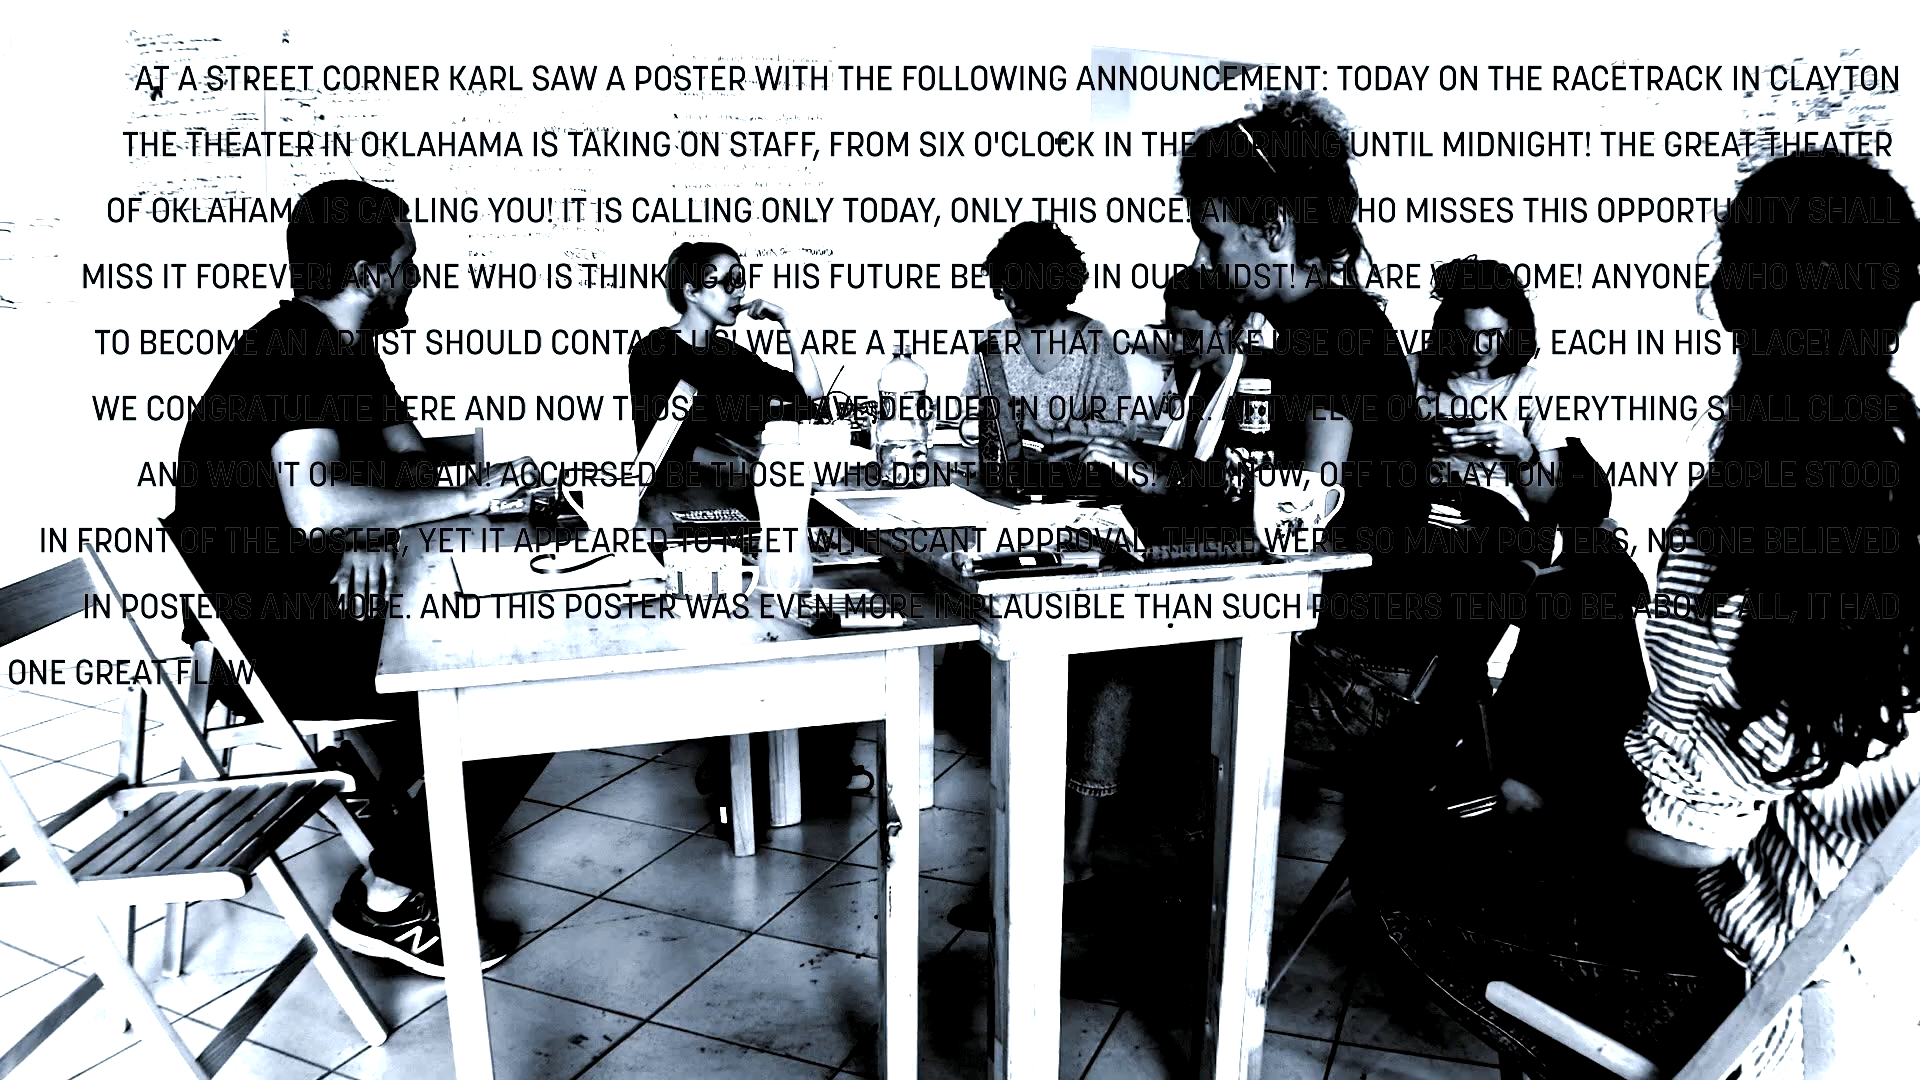 AT A STREET CORNER KARL SAW A POSTER WITH THE FOLLOWING ANNOUNCEMENT: TODAY ON THE RACETRACK IN CLAYTON
THE THEATER IN OKLAHAMA IS TAKING ON STAFF, FROM SIX O'CLOCK IN THE MORNING UNTIL MIDNIGHT! THE GREAT THEATER
OF OKLAHAMA IS CALLING YOU! IT IS CALLING ONLY TODAY, ONLY THIS ONCE! ANYONE WHO MISSES THIS OPPORTUNITY SHALL
MISS IT FOREVER! ANYONE WHO IS THINKING OF HIS FUTURE BELONGS IN OUR MIDST! ALL ARE WELCOME! ANYONE WHO WANTS
TO BECOME AN ARTIST SHOULD CONTACT US! WE ARE A THEATER THAT CAN MAKE USE OF EVERYONE, EACH IN HIS PLACE! AND
WE CONGRATULATE HERE AND NOW THOSE WHO HAVE DECIDED IN OUR FAVOR. AT TWELVE O'CLOCK EVERYTHING SHALL CLOSE
AND WON'T OPEN AGAIN! ACCURSED BE THOSE WHO DON'T BELIEVE US! AND NOW, OFF TO CLAYTON! - MANY PEOPLE STOOD
IN FRONT OF THE POSTER, YET IT APPEARED TO MEET WITH SCANT APPROVAL. THERE WERE SO MANY POSTERS, NO ONE BELIEVED
IN POSTERS ANYMORE. AND THIS POSTER WAS EVEN MORE IMPLAUSIBLE THAN SUCH POSTERS TEND TO BE. ABOVE ALL, IT HAD
ONE GREAT FLAW
N